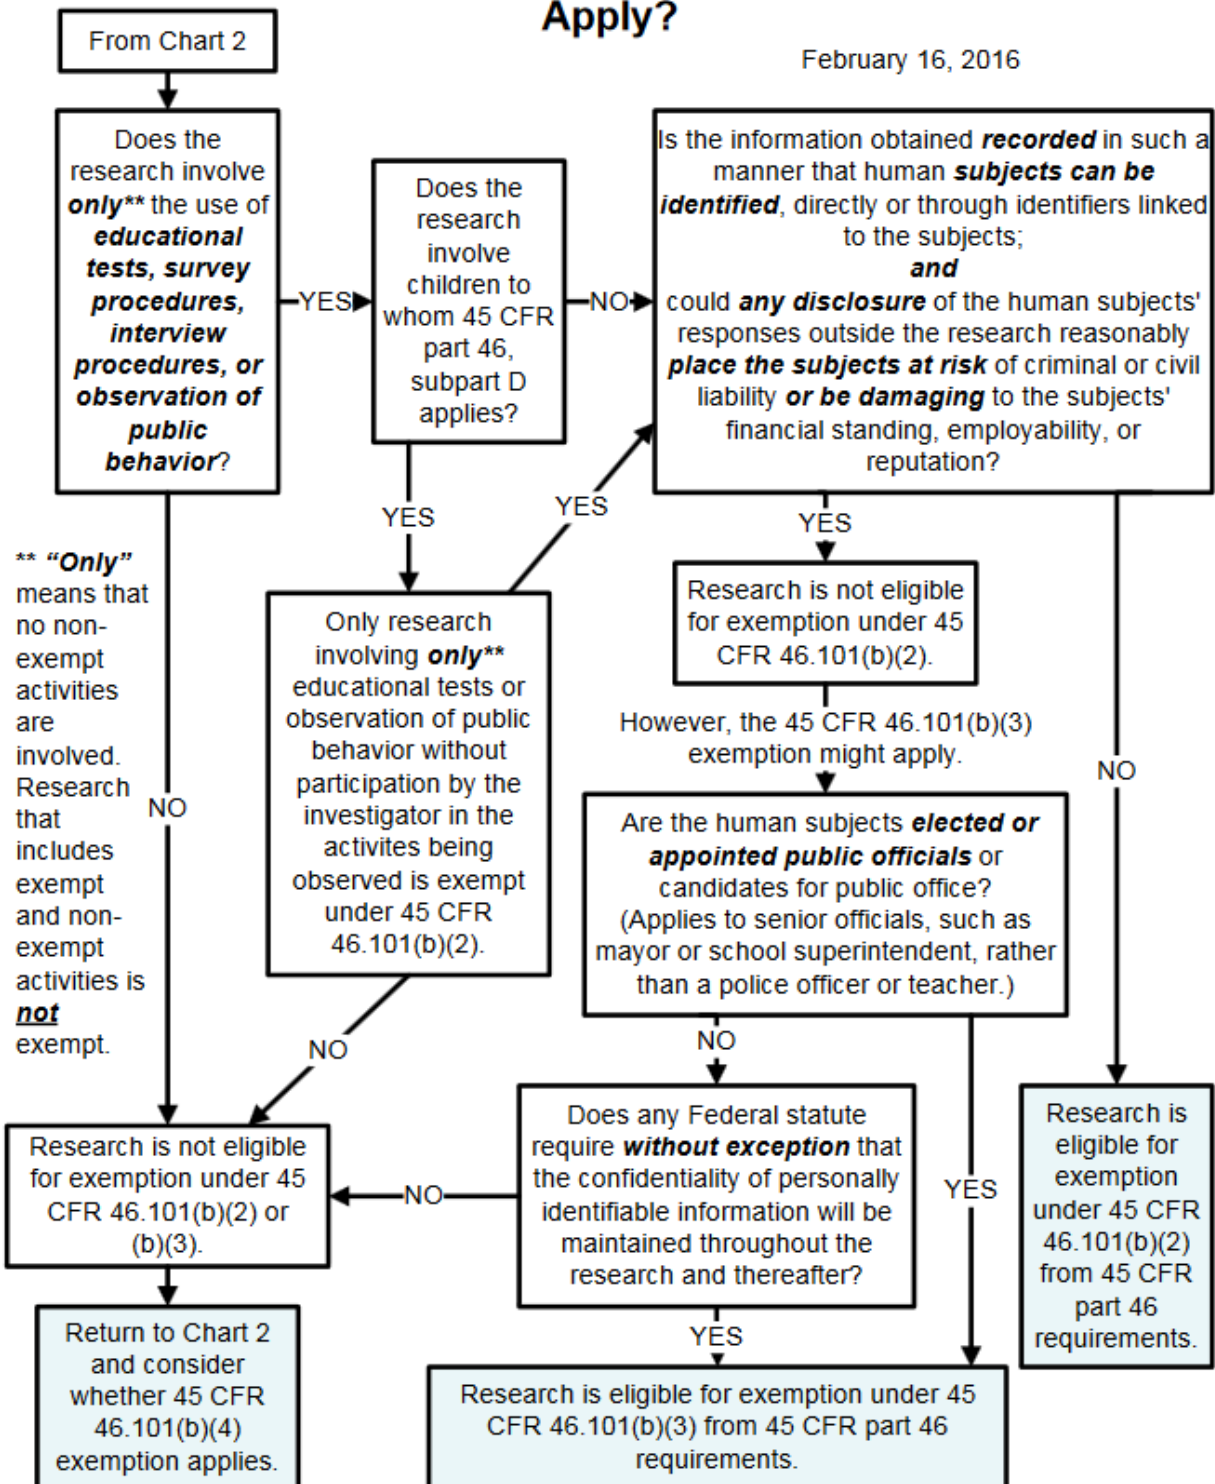 Apply?
February 16, 2016
From Chart 2
Does the
research involve
only** the use of
educational
tests, survey
procedures,
interview
procedures, or
observation of
public
behavior?
YES
Does the
research
involve
children to
whom 45 CFR
part 46,
subpart D
applies?
NO
Is the information obtained recorded in such a
manner that human subjects can be
identified, directly or through identifiers linked
to the subjects;
and
could any disclosure of the human subjects'
responses outside the research reasonably
place the subjects at risk of criminal or civil
liability or be damaging to the subjects'
financial standing, employability, or
reputation?
YES
YES
YES
** “Only”
means that
no non-
exempt
activities
are
involved.
Research
that
includes
exempt
and non-
exempt
activities is
not
exempt.
NO
Only research
involving only**
educational tests or
observation of public
behavior without
participation by the
investigator in the
activites being
observed is exempt
under 45 CFR
46.101(b)(2).
NO
Research is not eligible
for exemption under 45
CFR 46.101(b)(2).
However, the 45 CFR 46.101(b)(3)
exemption might apply.
NO
Are the human subjects elected or
appointed public officials or
candidates for public office?
(Applies to senior officials, such as
mayor or school superintendent, rather
than a police officer or teacher.)
NO
YES
Does any Federal statute
require without exception that
the confidentiality of personally
identifiable information will be
maintained throughout the
research and thereafter?
NO
YES
Research is not eligible
for exemption under 45
CFR 46.101(b)(2) or
(b)(3).
Return to Chart 2
and consider
whether 45 CFR
46.101(b)(4)
exemption applies.
Research is eligible for exemption under 45
CFR 46.101(b)(3) from 45 CFR part 46
requirements.
Research is
eligible for
exemption
under 45 CFR
46.101(b)(2)
from 45 CFR
part 46
requirements.